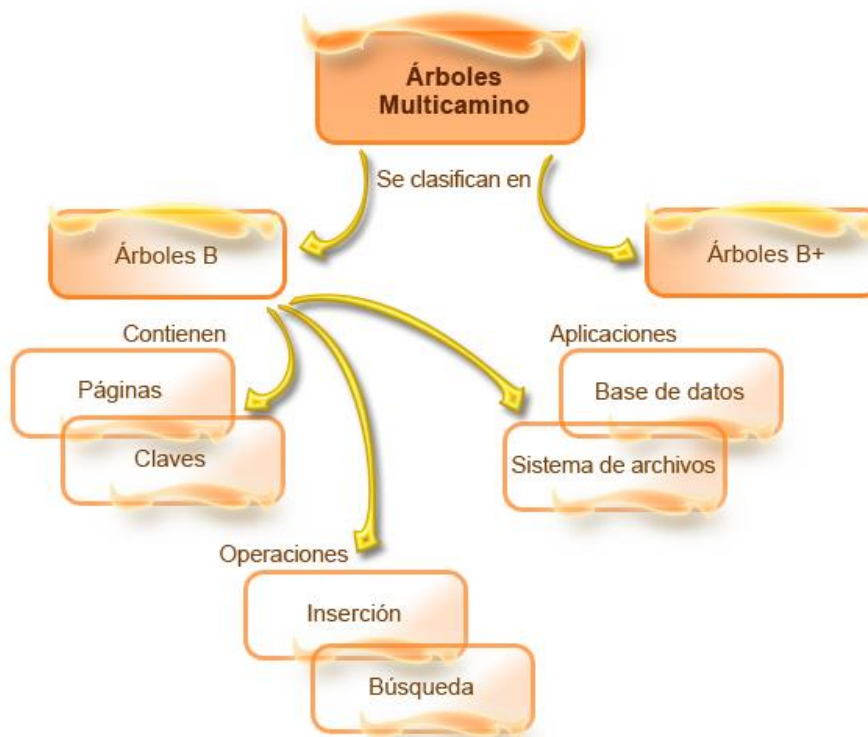 Árboles
Multicamino
Se clasifican en
Árboles B
Árboles B+
Contienen
Páginas
Claves
Aplicaciones
Base de datos
Sistema de archivos
Operaciones
Inserción
Búsqueda